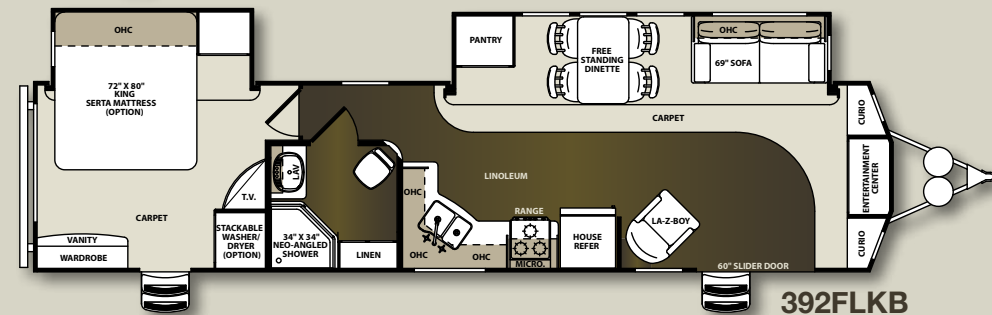 OHC
72" X 80"
KING
SERTA MATTRESS
(OPTION)
PANTRY
FREE
STANDING
DINETTE
OHC
69" SOFA
CARPET
CURIO
ENTERTAINMENT
CENTER
CURIO
LAV
T.V.
CARPET
VANITY
WARDROBE
STACKABLE
WASHER/
DRYER
(OPTION)
34" X 34"
NEO-ANGLED
SHOWER
LINEN
LINOLEUM
OHC
OHC
OHC
RANGE
MICRO.
HOUSE
REFER
LA-Z-BOY
60" SLIDER DOOR
392FLKB